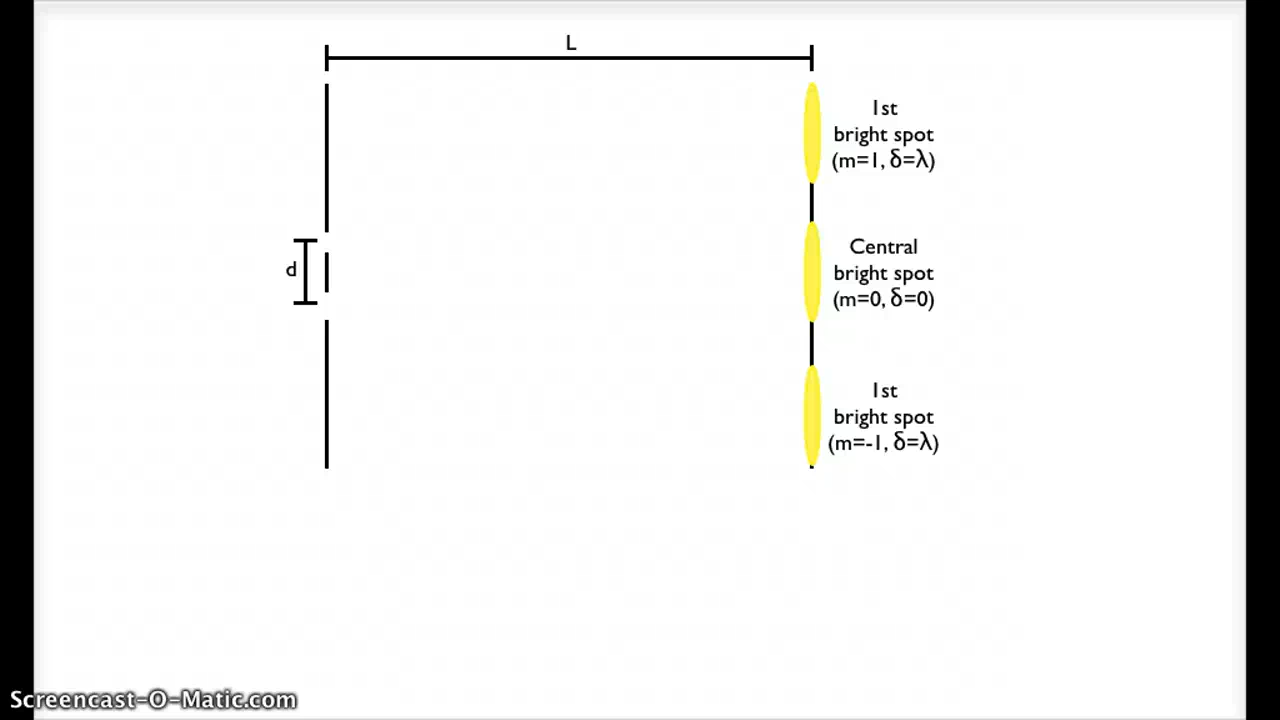 L
1st
bright spot
(m=1, δ=λ)
d
Central
bright spot
(m=0, δ=0)
1st
bright spot
(m=-1, δ=λ)
Screencast-O-Matic.com